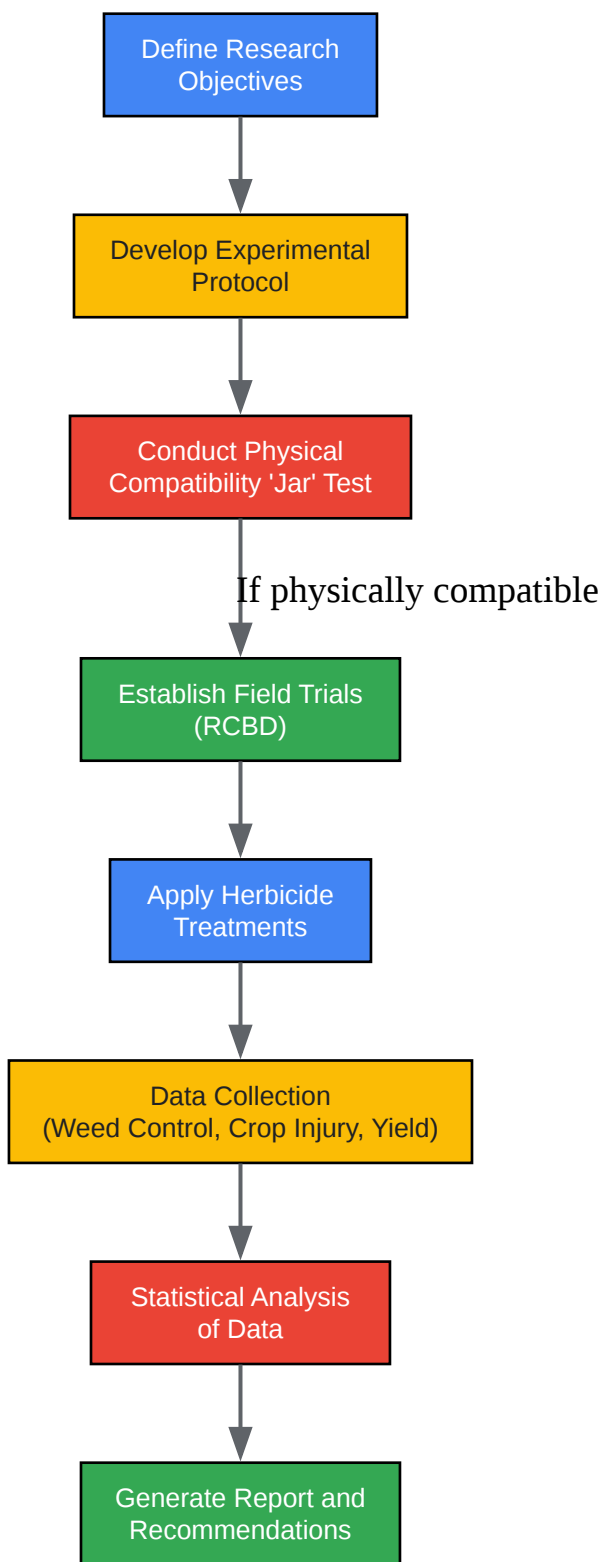 Define Research
Objectives
Develop Experimental
Protocol
Conduct Physical
Compatibility 'Jar' Test
If physically compatible
Establish Field Trials
(RCBD)
Apply Herbicide
Treatments
Data Collection
(Weed Control, Crop Injury, Yield)
Statistical Analysis
of Data
Generate Report and
Recommendations